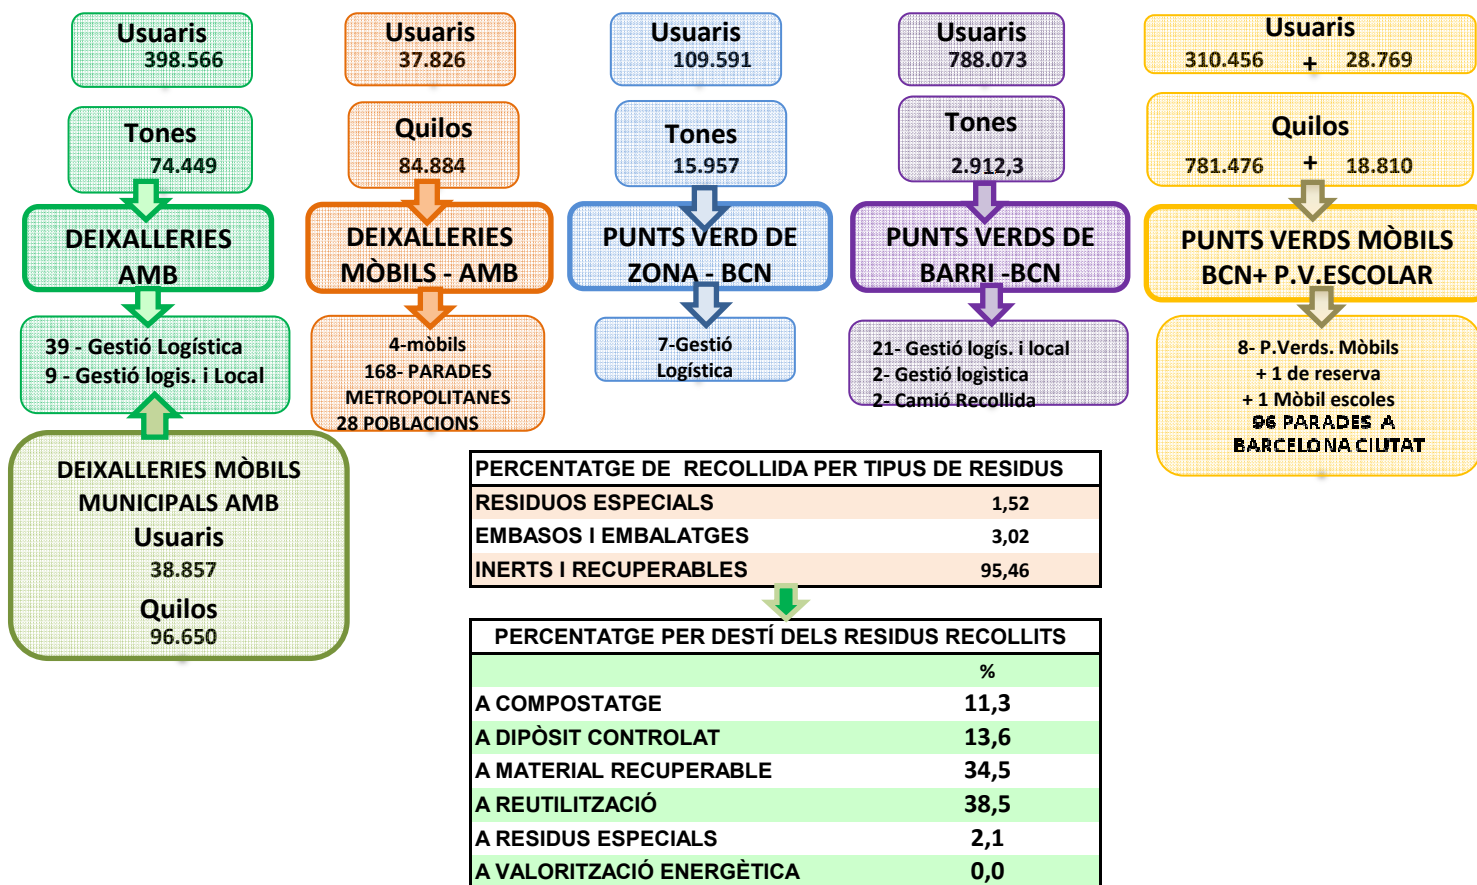 Usuaris
398.566
Tones
74.449
DEIXALLERIES
AMB
39 - Gestió Logística
9 - Gestió logis. i Local
DEIXALLERIES MÒBILS
MUNICIPALS AMB
Usuaris
38.857
Quilos
96.650
Usuaris
37.826
Quilos
84.884
DEIXALLERIES
MÒBILS - AMB
4-mòbils
168- PARADES
METROPOLITANES
28 POBLACIONS
Usuaris
109.591
Tones
15.957
PUNTS VERD DE
ZONA - BCN
7-Gestió
Logística
Usuaris
788.073
Tones
2.912,3
PUNTS VERDS DE
BARRI -BCN
21- Gestió logís. i local
2- Gestió logìstica
2- Camió Recollida
Usuaris
310.456 + 28.769
Quilos
781.476 + 18.810
PUNTS VERDS MÒBILS
BCN+ P.V.ESCOLAR
8- P.Verds. Mòbils
+ 1 de reserva
+ 1 Mòbil escoles
96 PARADES A
BARCELONA CIUTAT
PERCENTATGE DE RECOLLIDA PER TIPUS DE RESIDUS
RESIDUOS ESPECIALS 1,52
EMBASOS I EMBALATGES 3,02
INERTS I RECUPERABLES 95,46
PERCENTATGE PER DESTÍ DELS RESIDUS RECOLLITS
%
A COMPOSTATGE 11,3
A DIPÒSIT CONTROLAT 13,6
A MATERIAL RECUPERABLE 34,5
A REUTILITZACIÓ 38,5
A RESIDUS ESPECIALS 2,1
A VALORITZACIÓ ENERGÈTICA 0,0